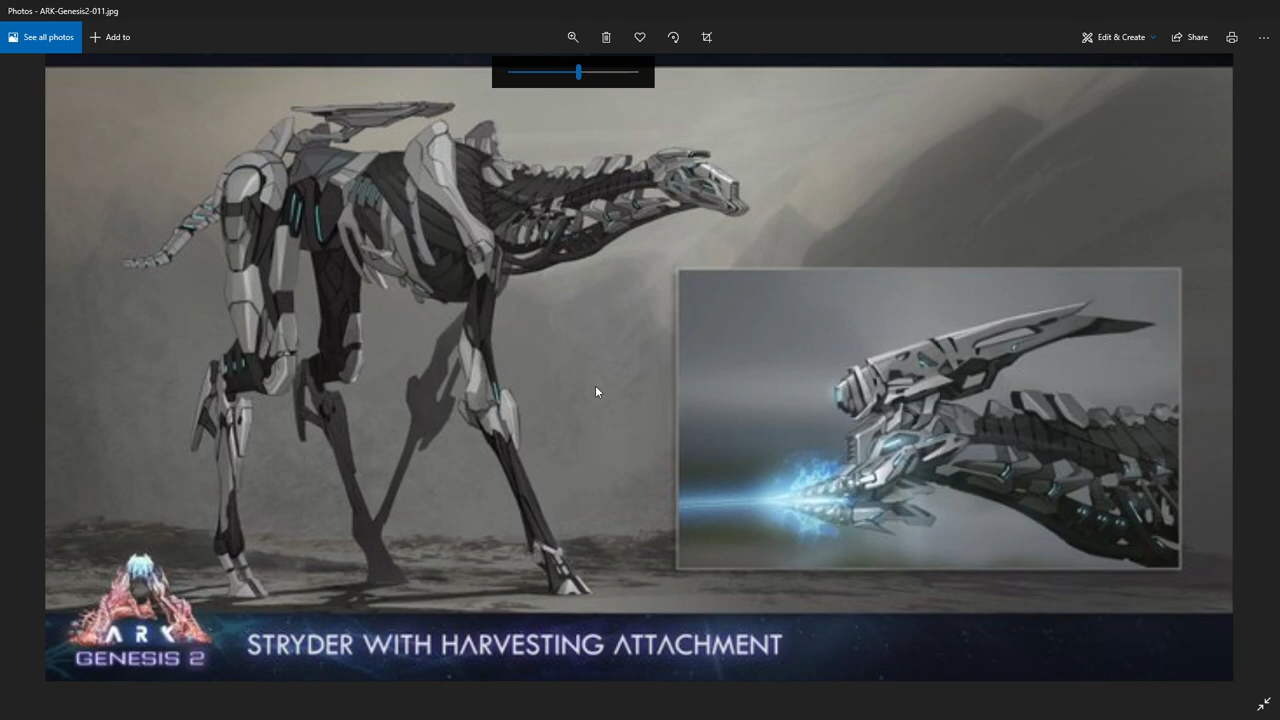 Photos - ARK-Genesis2-011.jpg
See all photos
Add to
Edit & Create
Share
ARK
GENESIS 2
STRYDER WITH HARVESTING ATTACHMENT